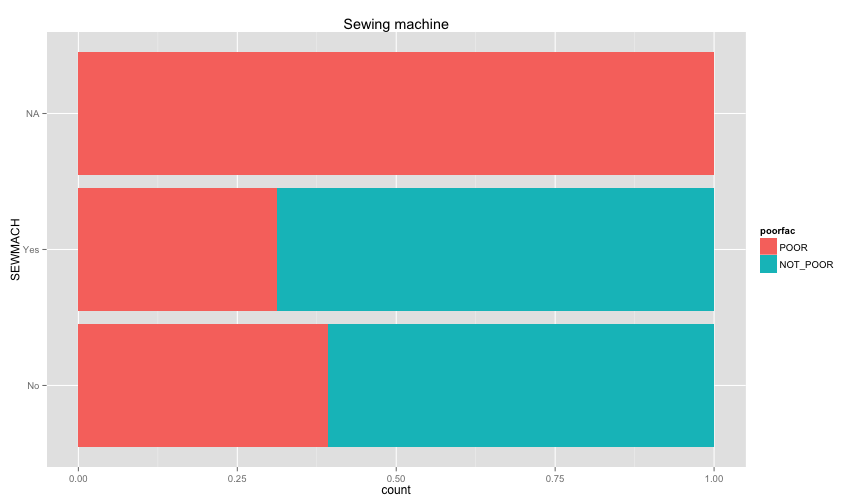 Sewing machine
SEWMACH
NA
Yes
No
0.00 0.25 0.50 0.75 1.00
count
poorfac
POOR
NOT_POOR